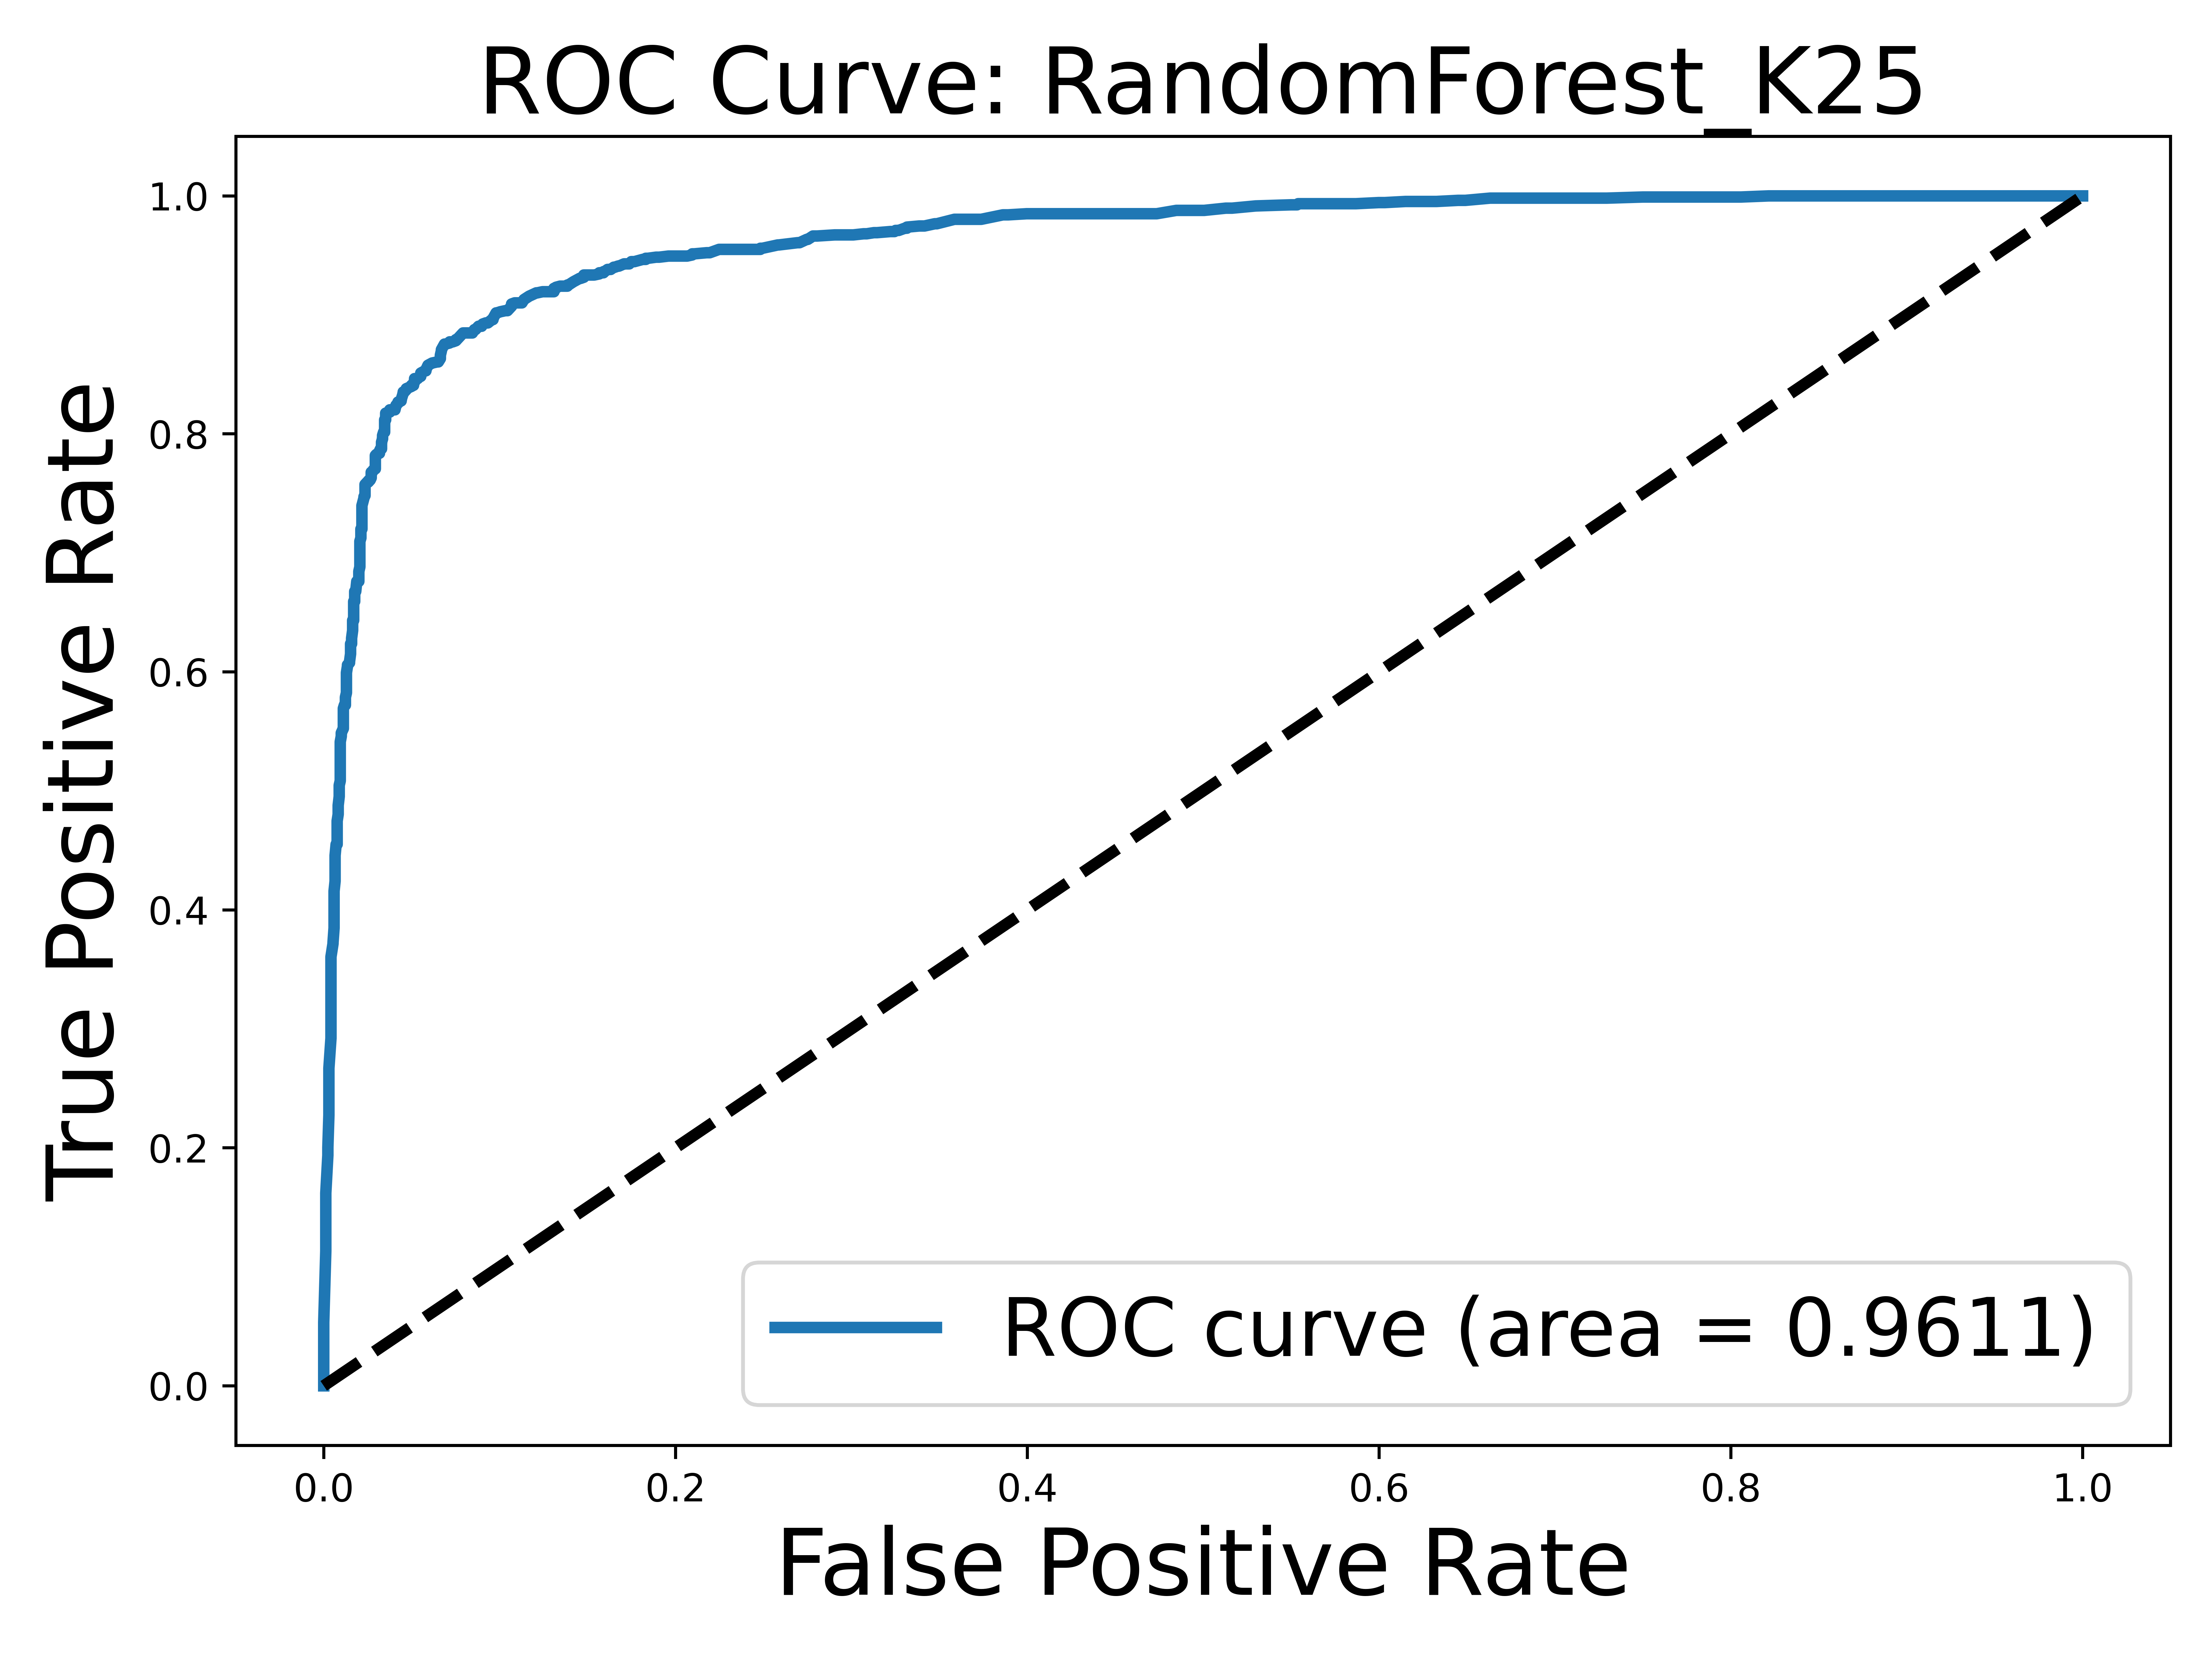 ROC Curve: RandomForest_K25
True Positive Rate
1.0
0.8
0.6
0.4
0.2
0.0
ROC curve (area = 0.9611)
0.0 0.2 0.4 0.6 0.8 1.0
False Positive Rate